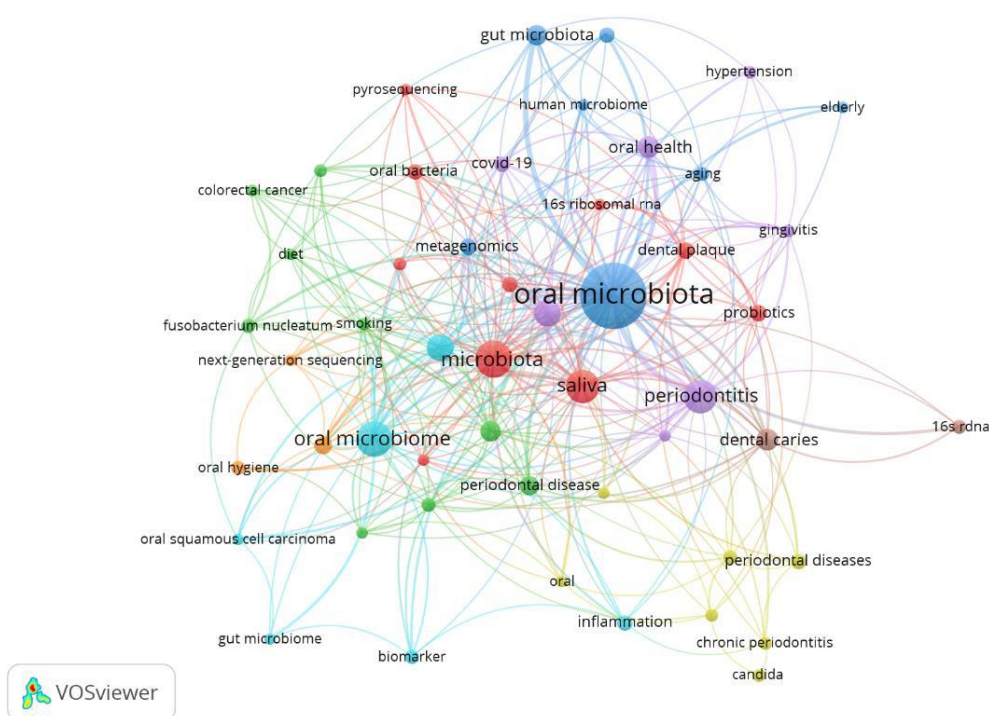 gut microbiota
hypertension
pyrosequencing
human microbiome
elderly
oral health
covid-19
oral bacteria
aging
colorectal cancer
16s ribosomal rna
gingivitis
metagenomics
dental plaque
diet
oral microbiota
probiotics
fusobacterium nucleatum
smoking
next-generation sequencing
microbiota
saliva
periodontitis
16s rdna
oral microbiome
dental caries
oral hygiene
periodontal disease
oral squamous cell carcinoma
periodontal diseases
oral
inflammation
gut microbiome
chronic periodontitis
biomarker
candida
VOSviewer